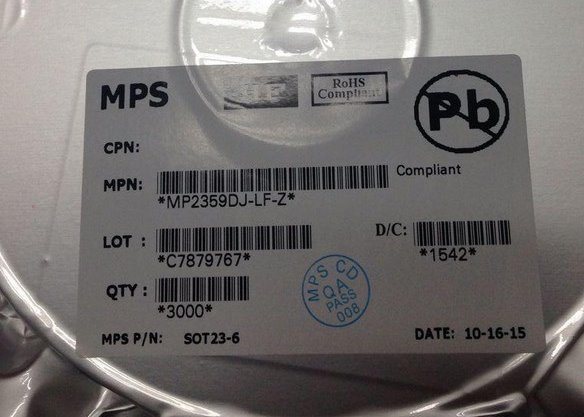 MPS
RoHS
Compliant
Pb
CPN:
MPN:
Compliant
*MP2359DJ-LF-Z*
LOT :
D/C:
*C7879767*
*1542*
QTY :
*3000*
MPS CD
QA
PASS
008
MPS P/N: SOT23-6
DATE: 10-16-15